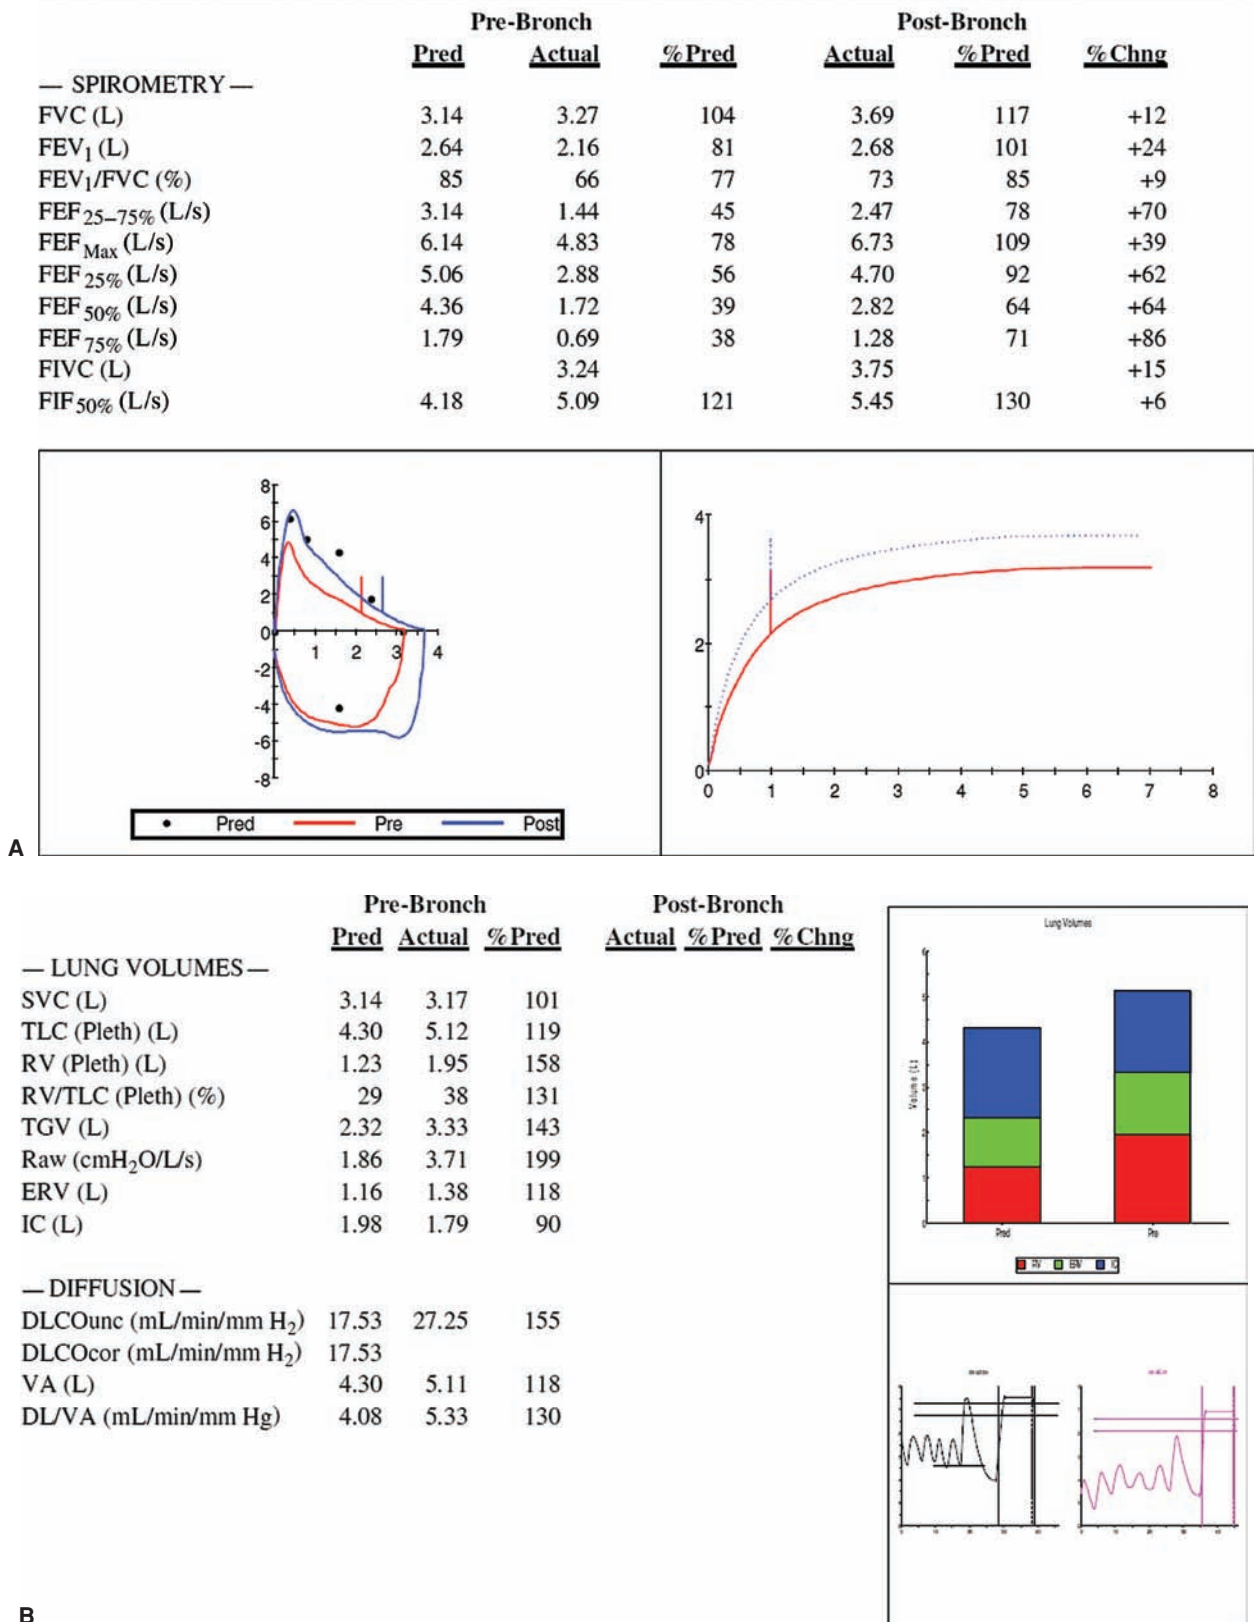 Pre-Bronch Post-Bronch
Pred Actual %Pred Actual %Pred %Chng
— SPIROMETRY —
FVC (L) 3.14 3.27 104 3.69 117 +12
FEV1 (L) 2.64 2.16 81 2.68 101 +24
FEV1/FVC (%) 85 66 77 73 85 +9
FEF25–75% (L/s) 3.14 1.44 45 2.47 78 +70
FEFMax (L/s) 6.14 4.83 78 6.73 109 +39
FEF25% (L/s) 5.06 2.88 56 4.70 92 +62
FEF50% (L/s) 4.36 1.72 39 2.82 64 +64
FEF75% (L/s) 1.79 0.69 38 1.28 71 +86
FIVC (L) 3.24 3.75 +15
FIF50% (L/s) 4.18 5.09 121 5.45 130 +6
8
6
4
2
0
1 2 3 4
-2
-4
-6
-8
Pred Pre Post
4
2
0
0 1 2 3 4 5 6 7 8
A
Pre-Bronch Post-Bronch
Pred Actual %Pred Actual %Pred %Chng
— LUNG VOLUMES —
SVC (L) 3.14 3.17 101
TLC (Pleth) (L) 4.30 5.12 119
RV (Pleth) (L) 1.23 1.95 158
RV/TLC (Pleth) (%) 29 38 131
TGV (L) 2.32 3.33 143
Raw (cmH2O/L/s) 1.86 3.71 199
ERV (L) 1.16 1.38 118
IC (L) 1.98 1.79 90
— DIFFUSION —
DLCOunc (mL/min/mm H2) 17.53 27.25 155
DLCOcor (mL/min/mm H2) 17.53
VA (L) 4.30 5.11 118
DL/VA (mL/min/mm Hg) 4.08 5.33 130
Lung Volumes
Volume (L)
Pred Pre
RV ERV IC
B